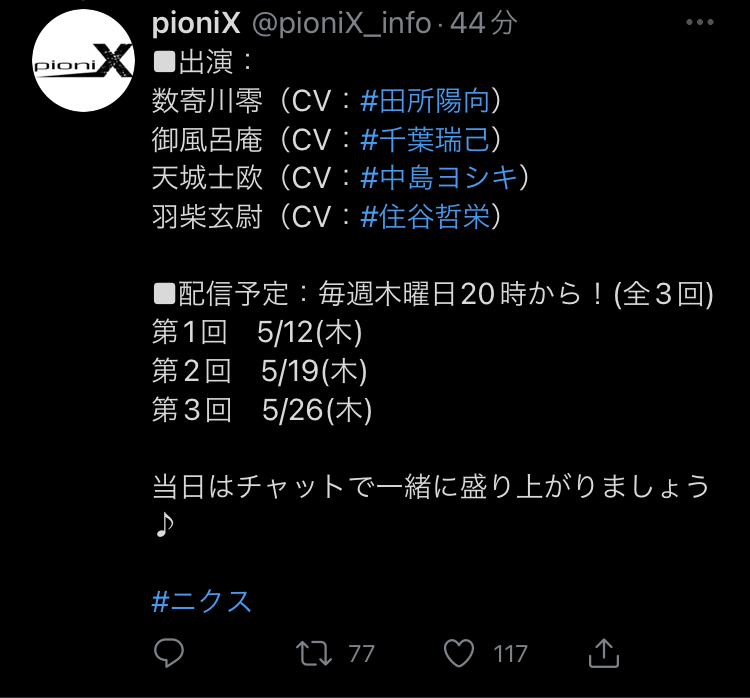 pioniX
pioniX @pioniX_info·44分
■出演：
数寄川零（CV：#田所陽向）
御風呂庵（CV：#千葉瑞己）
天城士欧（CV：#中島ヨシキ）
羽柴玄尉（CV：#住谷哲栄）
■配信予定：毎週木曜日20時から！(全３回)
第１回　5/12(木)
第２回　5/19(木)
第３回　5/26(木)
当日はチャットで一緒に盛り上がりましょう
♪
#ニクス
77 117